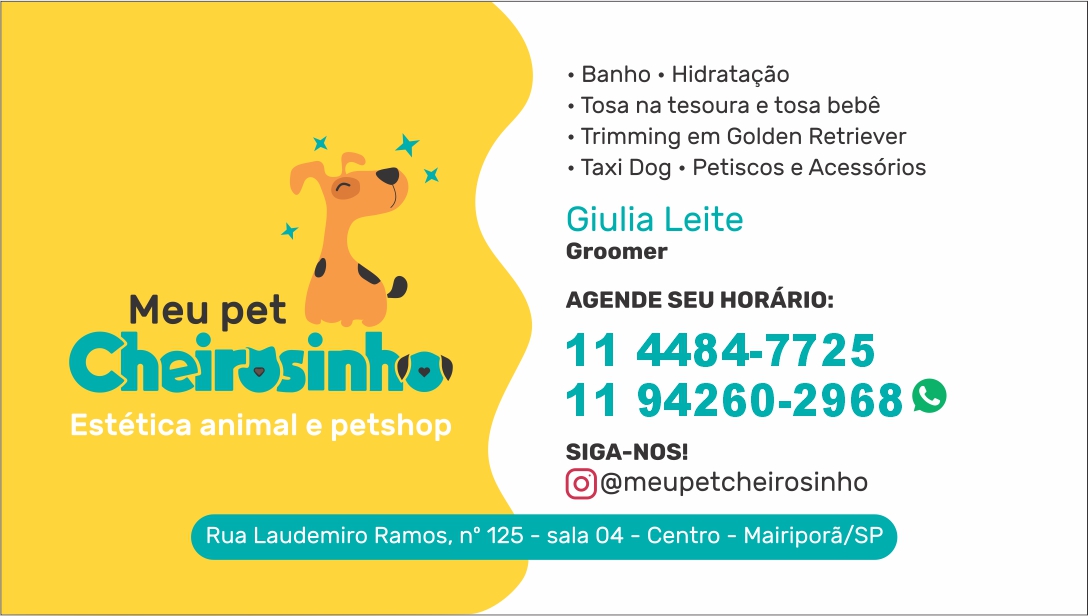 Meu pet
Cheirosinho
Estética animal e petshop
• Banho • Hidratação
• Tosa na tesoura e tosa bebê
• Trimming em Golden Retriever
• Taxi Dog • Petiscos e Acessórios
Giulia Leite
Groomer
AGENDE SEU HORÁRIO:
11 4484-7725
11 94260-2968
SIGA-NOS!
@meupetcheirosinho
Rua Laudemiro Ramos, nº 125 - sala 04 - Centro - Mairiporã/SP